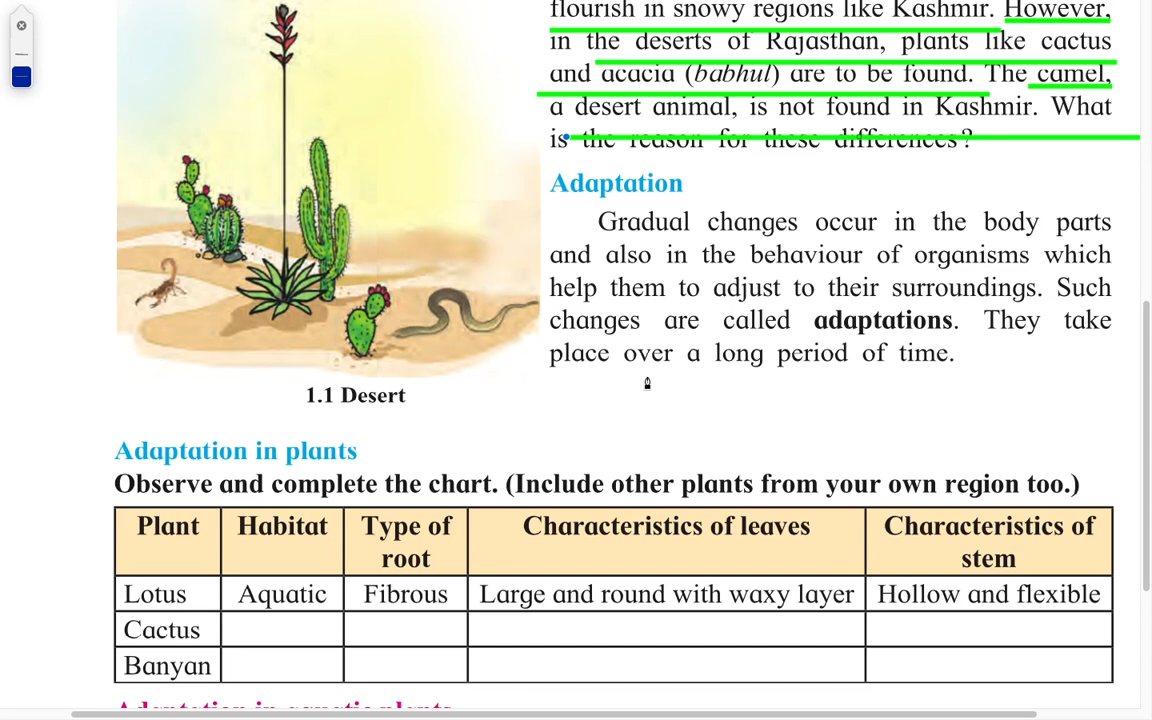 flourish in snowy regions like Kashmir. However,
in the deserts of Rajasthan, plants like cactus
and acacia (babhul) are to be found. The camel,
a desert animal, is not found in Kashmir. What
is the reason for these differences?
Adaptation
Gradual changes occur in the body parts
and also in the behaviour of organisms which
help them to adjust to their surroundings. Such
changes are called adaptations. They take
place over a long period of time.
1.1 Desert
Adaptation in plants
Observe and complete the chart. (Include other plants from your own region too.)
Plant Habitat Type of root Characteristics of leaves Characteristics of stem
Lotus Aquatic Fibrous Large and round with waxy layer Hollow and flexible
Cactus
Banyan
Adaptation in aquatic plants